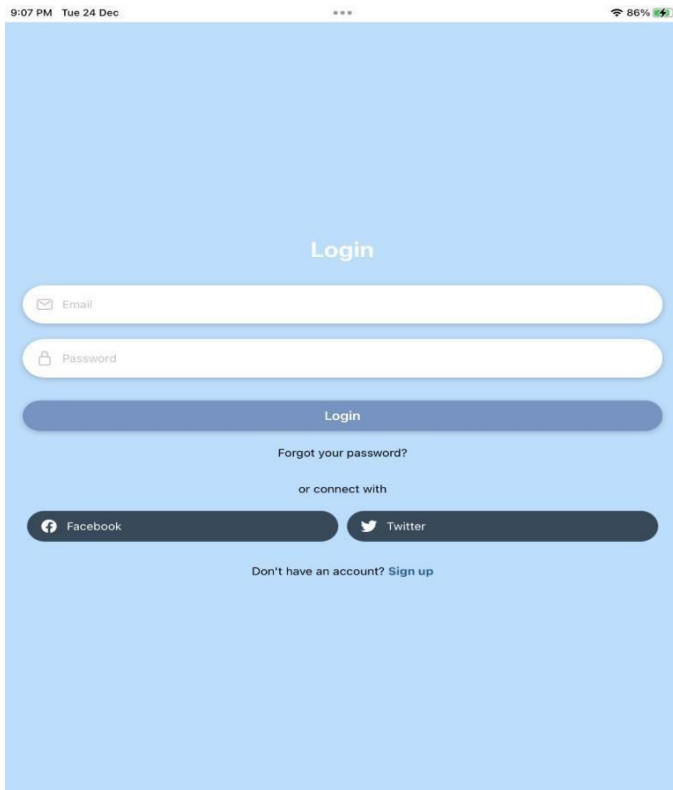 9:07 PM Tue 24 Dec 86%
Login
Email
Password
Login
Forgot your password?
or connect with
Facebook Twitter
Don't have an account? Sign up